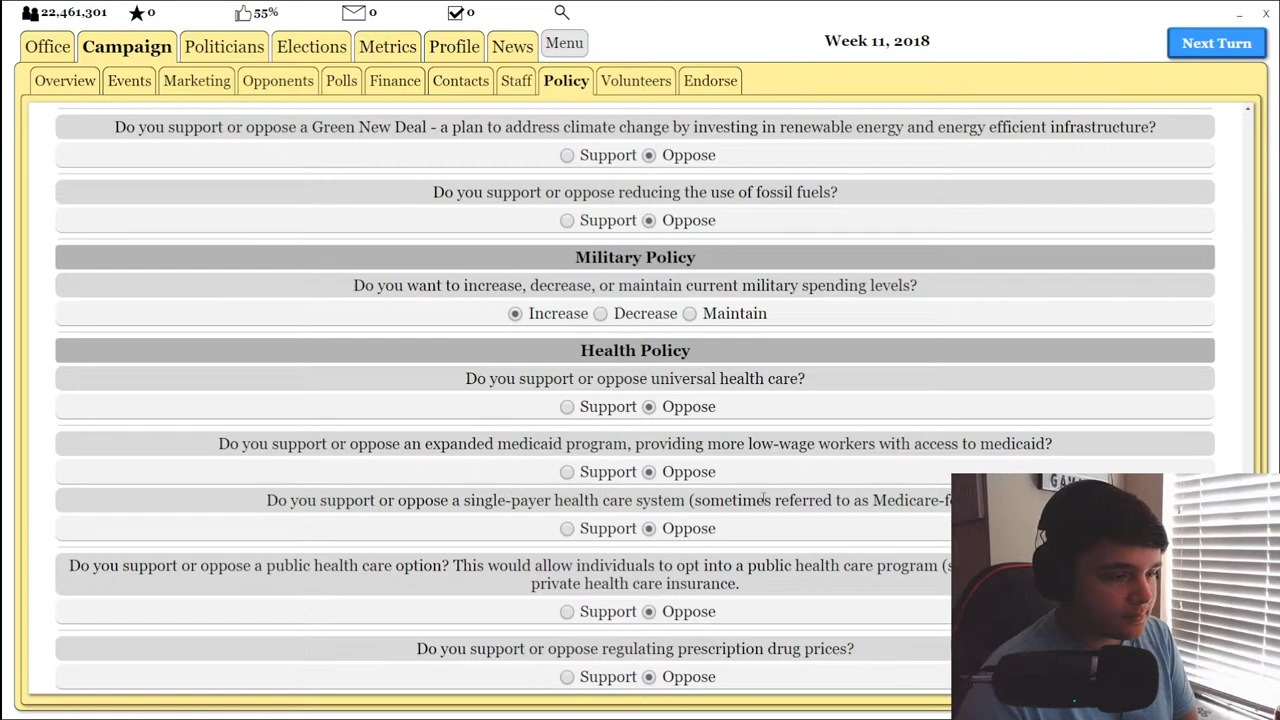 22,461,301 0 55% 0 0
Office Campaign Politicians Elections Metrics Profile News Menu Week 11, 2018 Next Turn
Overview Events Marketing Opponents Polls Finance Contacts Staff Policy Volunteers Endorse
Do you support or oppose a Green New Deal - a plan to address climate change by investing in renewable energy and energy efficient infrastructure?
Support Oppose
Do you support or oppose reducing the use of fossil fuels?
Support Oppose
Military Policy
Do you want to increase, decrease, or maintain current military spending levels?
Increase Decrease Maintain
Health Policy
Do you support or oppose universal health care?
Support Oppose
Do you support or oppose an expanded medicaid program, providing more low-wage workers with access to medicaid?
Support Oppose
Do you support or oppose a single-payer health care system (sometimes referred to as Medicare-f
Support Oppose
Do you support or oppose a public health care option? This would allow individuals to opt into a public health care program (
private health care insurance.
Support Oppose
Do you support or oppose regulating prescription drug prices?
Support Oppose